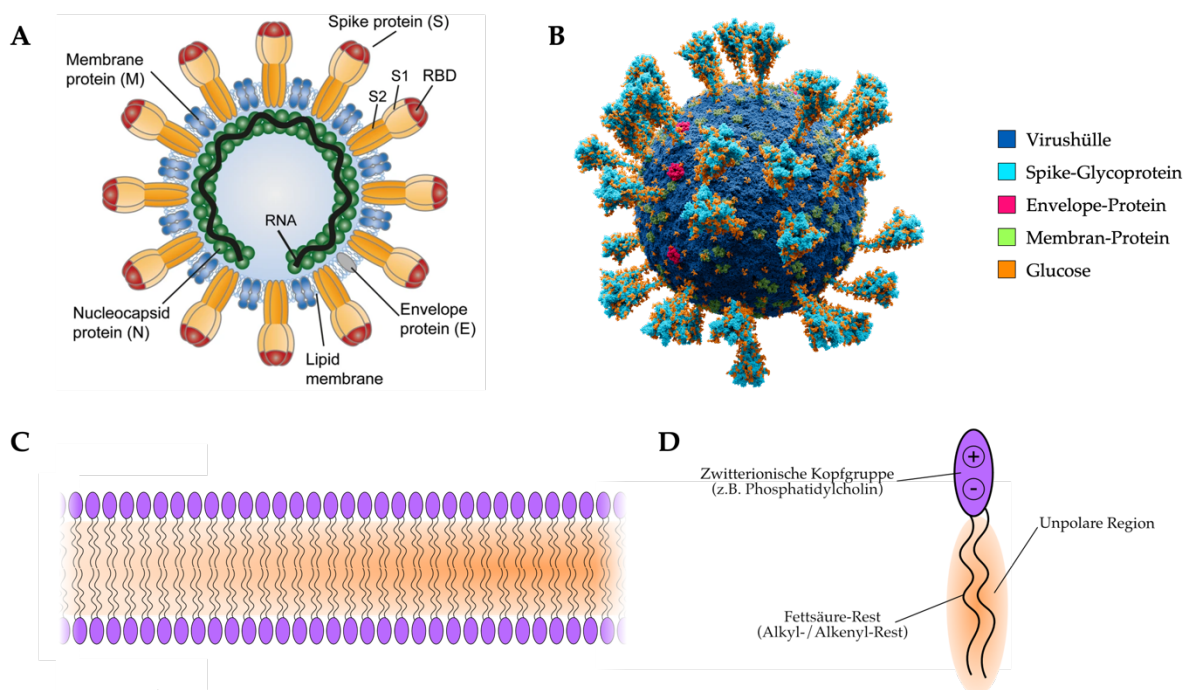 A
Spike protein (S)
Membrane
protein (M)
S1
RBD
S2
RNA
Nucleocapsid
protein (N)
Envelope
protein (E)
Lipid
membrane
B
Virushülle
Spike-Glycoprotein
Envelope-Protein
Membran-Protein
Glucose
C
D
Zwitterionische Kopfgruppe
(z.B. Phosphatidylcholin)
+
-
Unpolare Region
Fettsäure-Rest
(Alkyl-/Alkenyl-Rest)